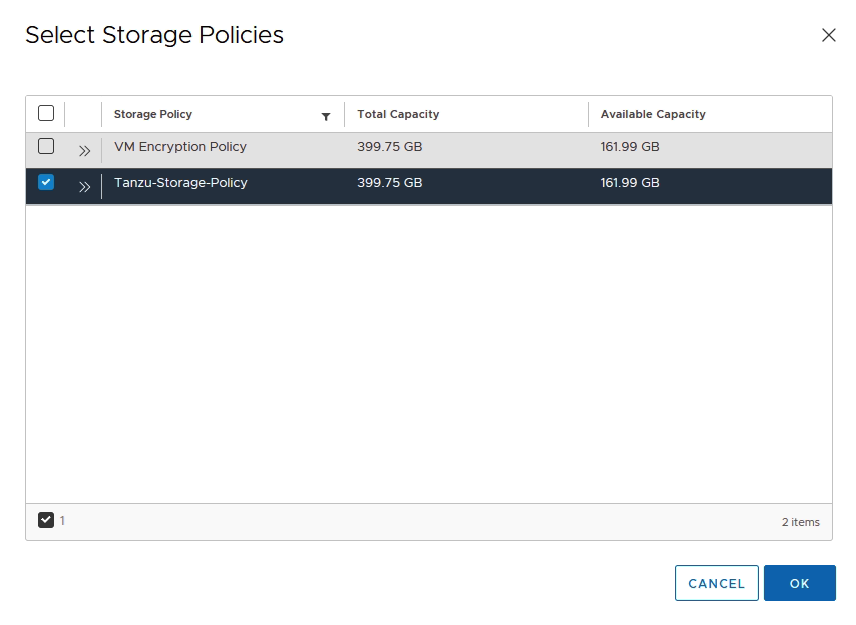 Select Storage Policies
Storage Policy Total Capacity Available Capacity
VM Encryption Policy 399.75 GB 161.99 GB
Tanzu-Storage-Policy 399.75 GB 161.99 GB
1 2 items
CANCEL OK